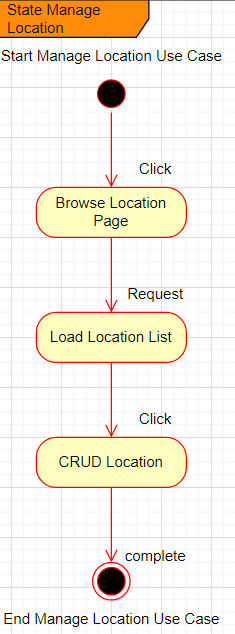 State Manage
Location
Start Manage Location Use Case
Click
Browse Location
Page
Request
Load Location List
Click
CRUD Location
complete
End Manage Location Use Case